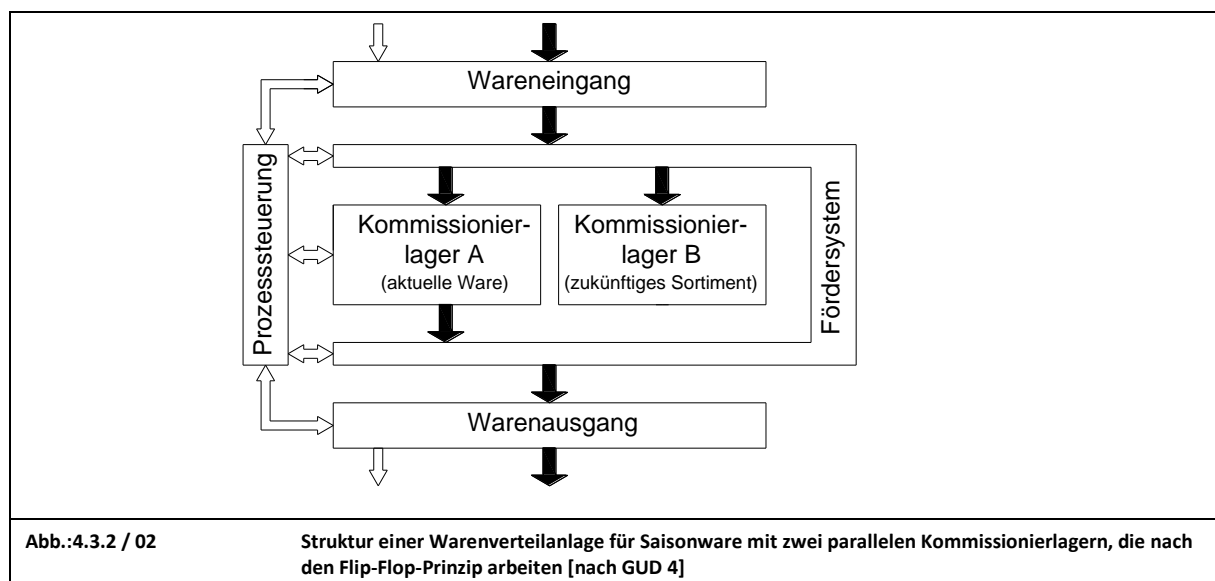 Wareneingang
Prozesssteuerung
Kommissionier-
lager A
(aktuelle Ware)
Kommissionier-
lager B
(zukünftiges Sortiment)
Fördersystem
Warenausgang
Abb.:4.3.2 / 02
Struktur einer Warenverteilanlage für Saisonware mit zwei parallelen Kommissionierlagern, die nach
den Flip-Flop-Prinzip arbeiten [nach GUD 4]